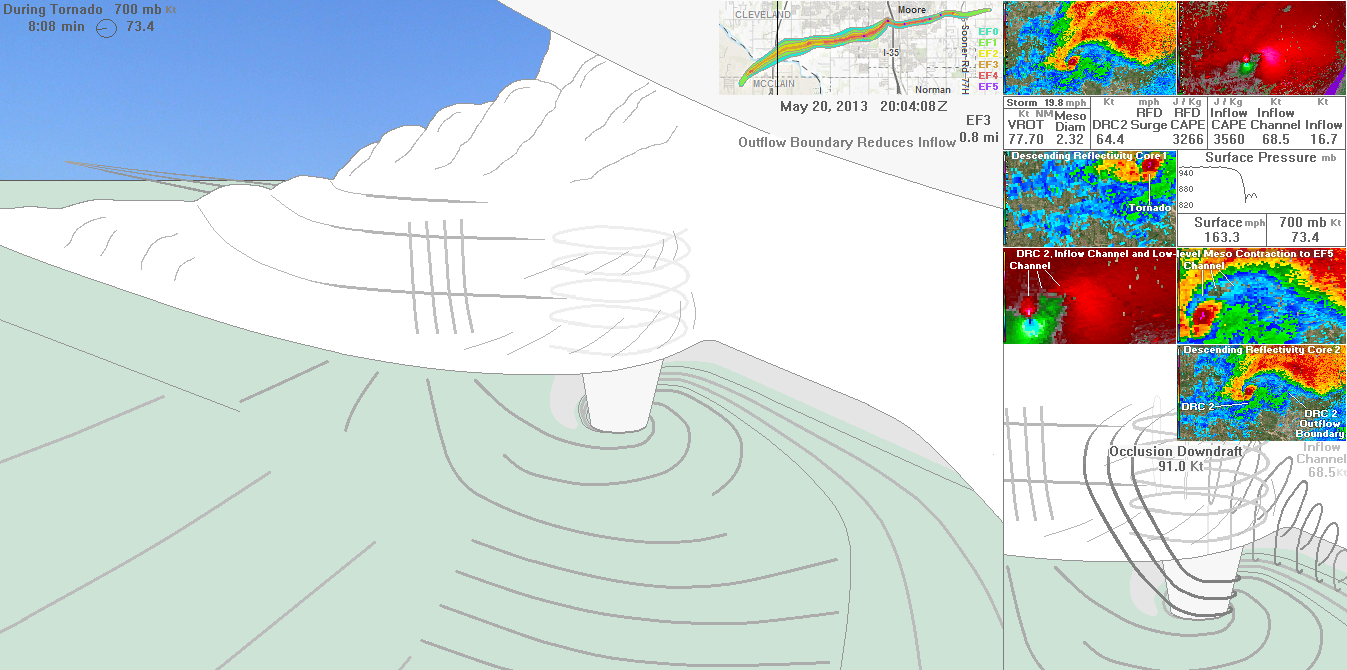 During Tornado 700 mb Kt
8:08 min 73.4
CLEVELAND
Moore
I-35
Sooner Rd 77H
MCCLAIN
Norman
EF0
EF1
EF2
EF3
EF4
EF5
May 20, 2013 20:04:08Z
EF3
0.8 mi
Outflow Boundary Reduces Inflow
Storm 19.8 mph
Kt NM
VROT Meso Diam
77.70 2.32
Kt mph J / Kg
DRC2 RFD Surge RFD CAPE
64.4 3266
J / Kg Kt Kt
Inflow CAPE Inflow Channel Inflow
3560 68.5 16.7
Descending Reflectivity Core 1
Tornado
Surface Pressure mb
940
880
820
Surface mph 700 mb Kt
163.3 73.4
DRC 2, Inflow Channel and Low-level Meso Contraction to EF5
Channel
Channel
Descending Reflectivity Core 2
DRC 2
DRC 2
Outflow
Boundary
Occlusion Downdraft
91.0 Kt
Inflow
Channel
68.5 Kt